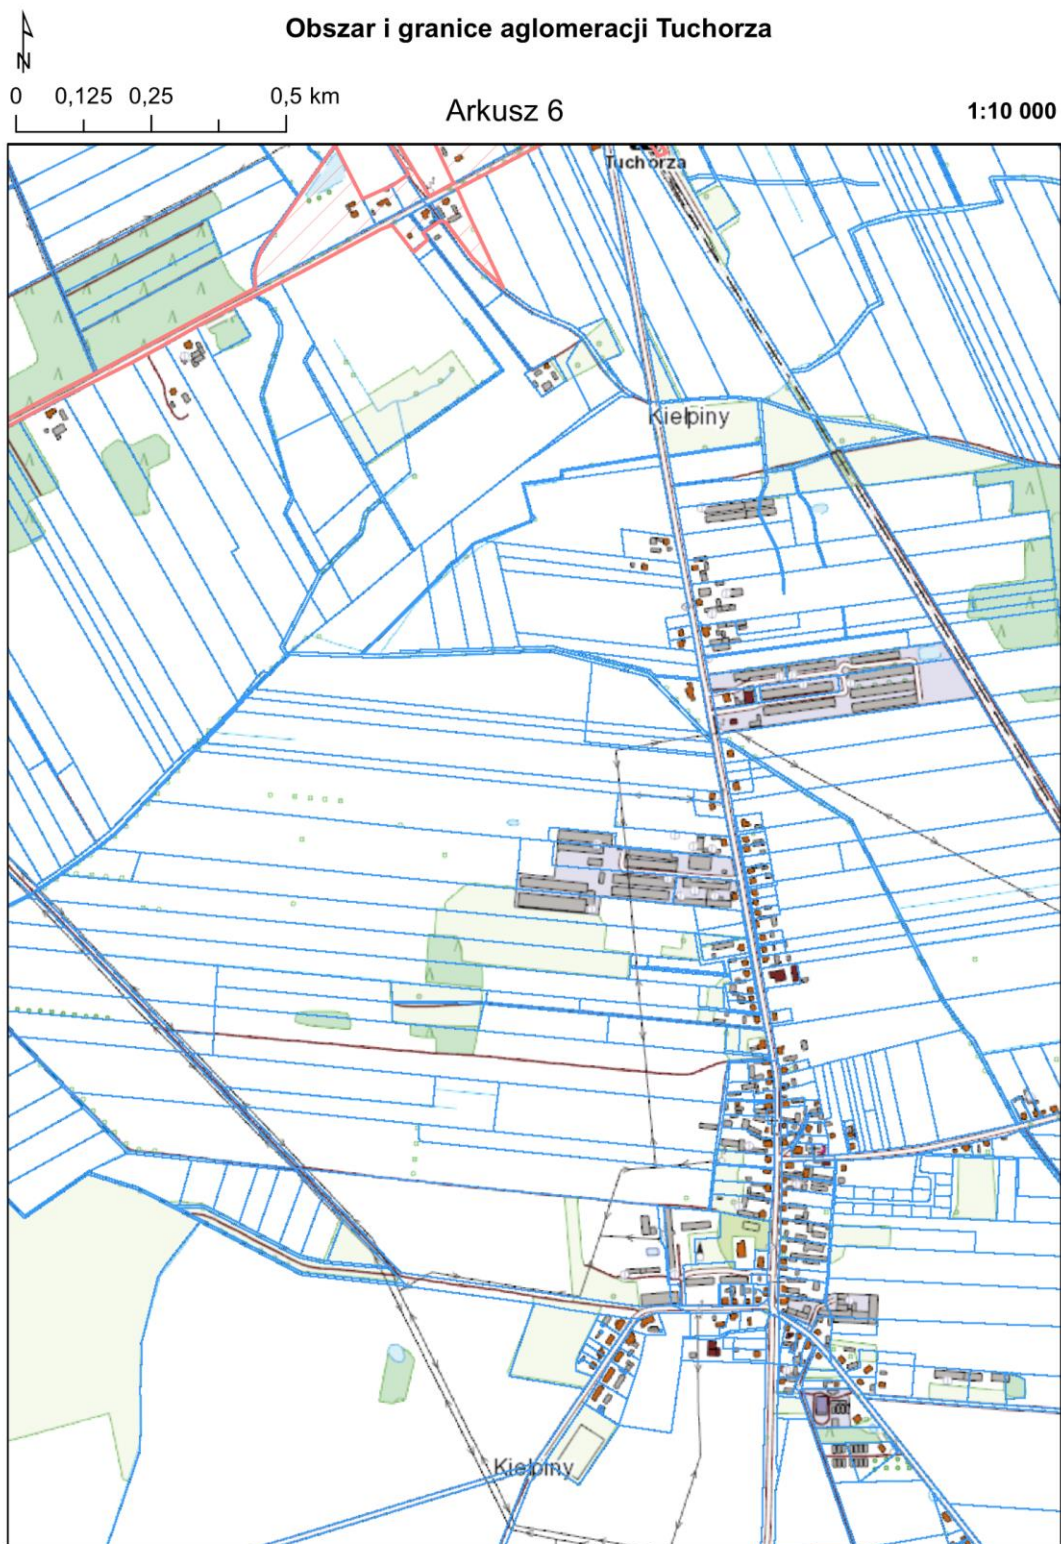 Obszar i granice aglomeracji Tuchorza
N
0 0,125 0,25 0,5 km
Arkusz 6
1:10 000
Tuchorza
Kiełpiny
Kiełpiny